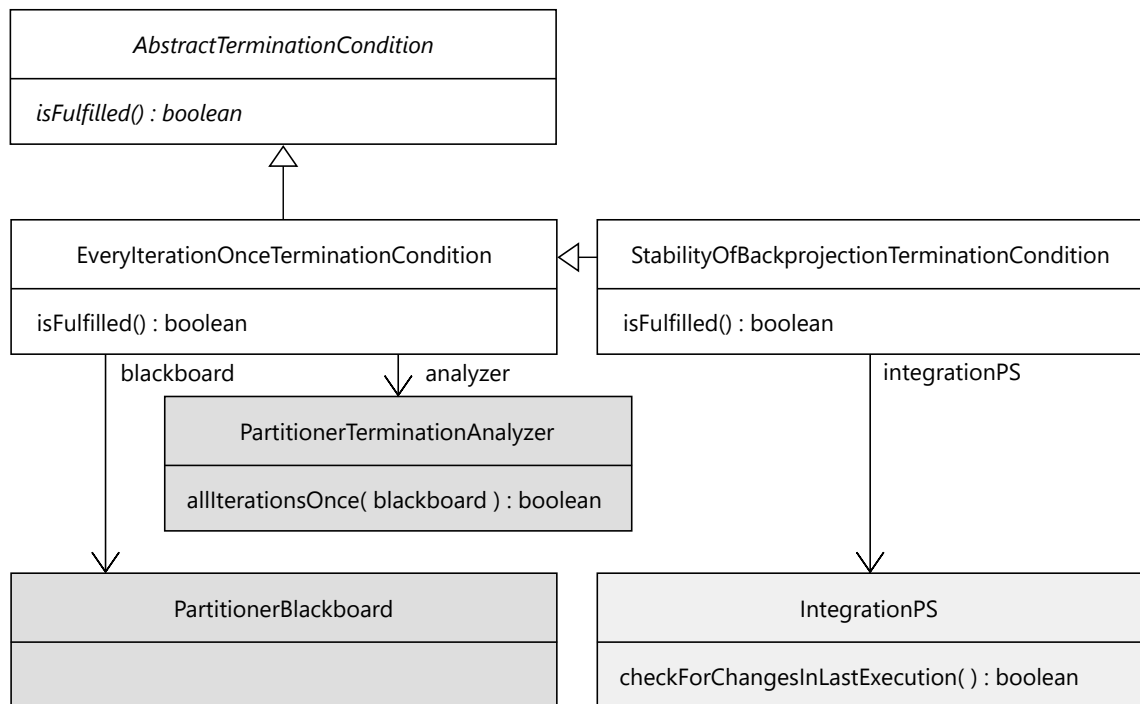 AbstractTerminationCondition
isFulfilled() : boolean
EveryIterationOnceTerminationCondition
isFulfilled() : boolean
StabilityOfBackprojectionTerminationCondition
isFulfilled() : boolean
blackboard
analyzer
integrationPS
PartitionerTerminationAnalyzer
allIterationsOnce( blackboard ) : boolean
PartitionerBlackboard
IntegrationPS
checkForChangesInLastExecution( ) : boolean